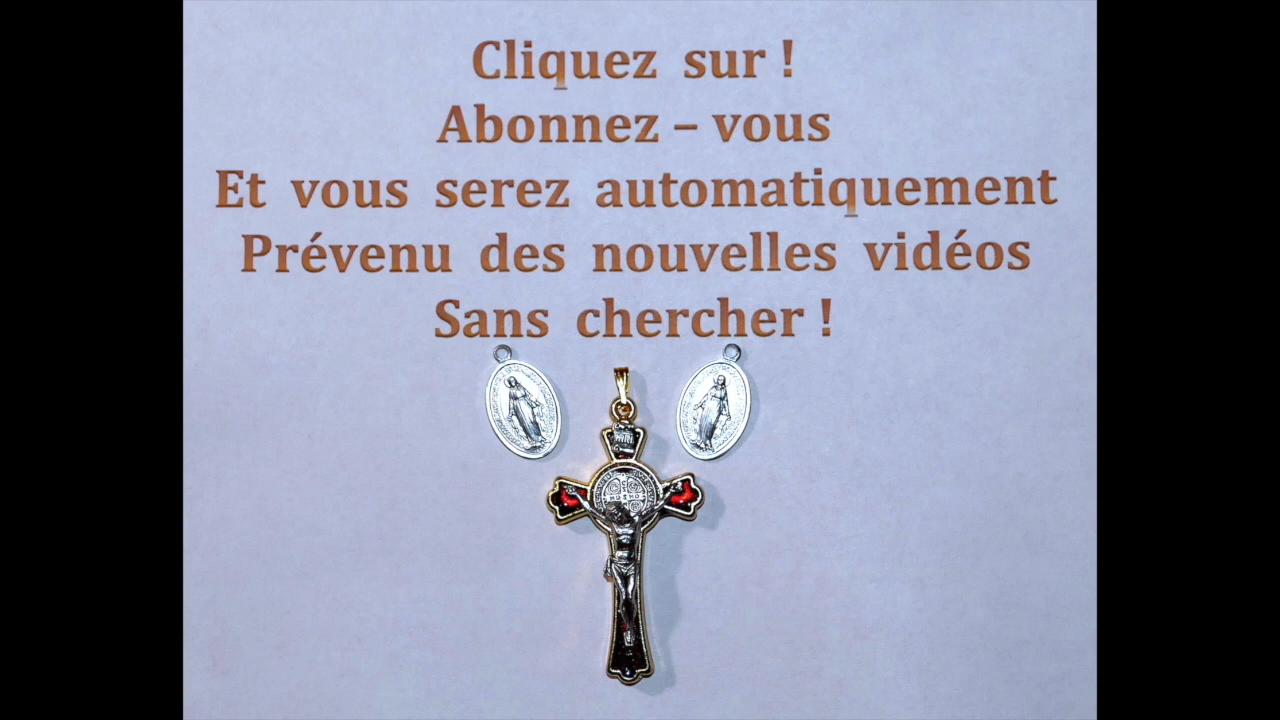 Cliquez sur !
Abonnez – vous
Et vous serez automatiquement
Prévenu des nouvelles vidéos
Sans chercher !